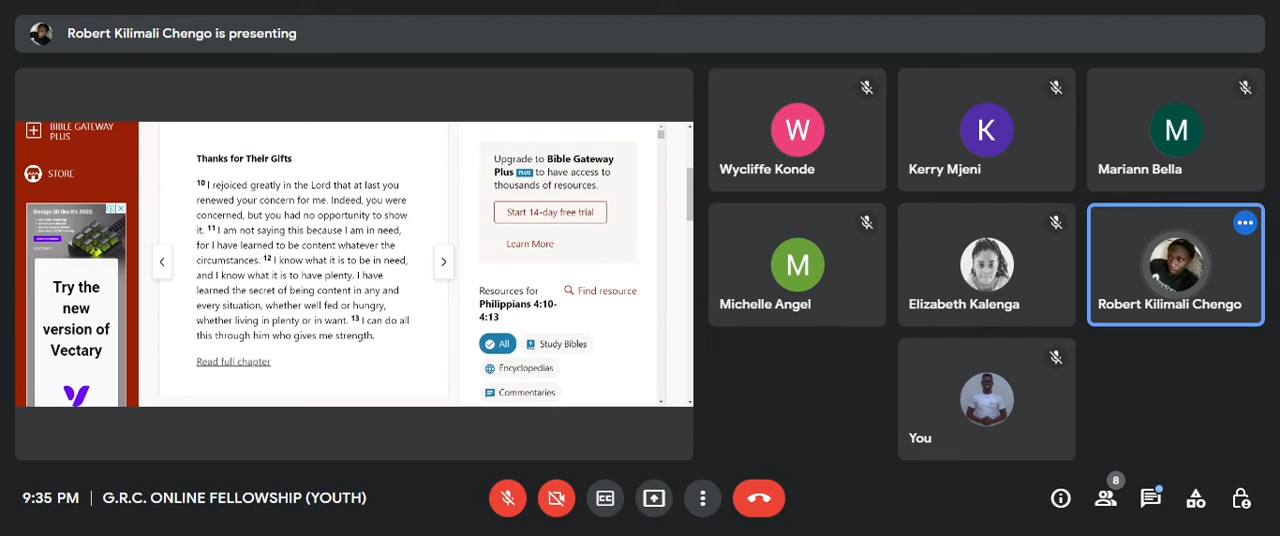 Robert Kilimali Chengo is presenting
BIBLE GATEWAY
PLUS
STORE
Design 3D like it's 2022.
Try the
new
version of
Vectary
Thanks for Their Gifts
10 I rejoiced greatly in the Lord that at last you
renewed your concern for me. Indeed, you were
concerned, but you had no opportunity to show
it. 11 I am not saying this because I am in need,
for I have learned to be content whatever the
circumstances. 12 I know what it is to be in need,
and I know what it is to have plenty. I have
learned the secret of being content in any and
every situation, whether well fed or hungry,
whether living in plenty or in want. 13 I can do all
this through him who gives me strength.
Read full chapter
Upgrade to Bible Gateway
Plus PLUS to have access to
thousands of resources.
Start 14-day free trial
Learn More
Resources for
Philippians 4:10-
4:13
Find resource
All
Study Bibles
Encyclopedias
Commentaries
W
Wycliffe Konde
K
Kerry Mjeni
M
Mariann Bella
M
Michelle Angel
Elizabeth Kalenga
Robert Kilimali Chengo
You
9:35 PM | G.R.C. ONLINE FELLOWSHIP (YOUTH)
CC
8